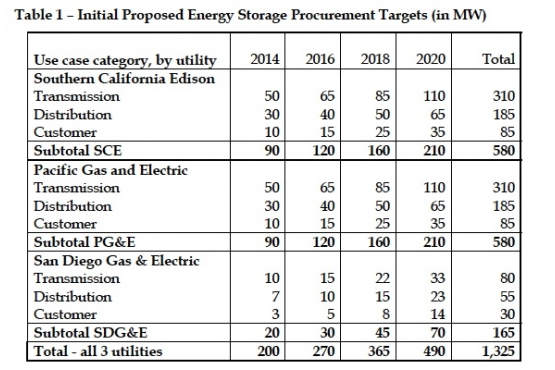 Table 1 – Initial Proposed Energy Storage Procurement Targets (in MW)
Use case category, by utility 2014 2016 2018 2020 Total
Southern California Edison
Transmission 50 65 85 110 310
Distribution 30 40 50 65 185
Customer 10 15 25 35 85
Subtotal SCE 90 120 160 210 580
Pacific Gas and Electric
Transmission 50 65 85 110 310
Distribution 30 40 50 65 185
Customer 10 15 25 35 85
Subtotal PG&E 90 120 160 210 580
San Diego Gas & Electric
Transmission 10 15 22 33 80
Distribution 7 10 15 23 55
Customer 3 5 8 14 30
Subtotal SDG&E 20 30 45 70 165
Total - all 3 utilities 200 270 365 490 1,325